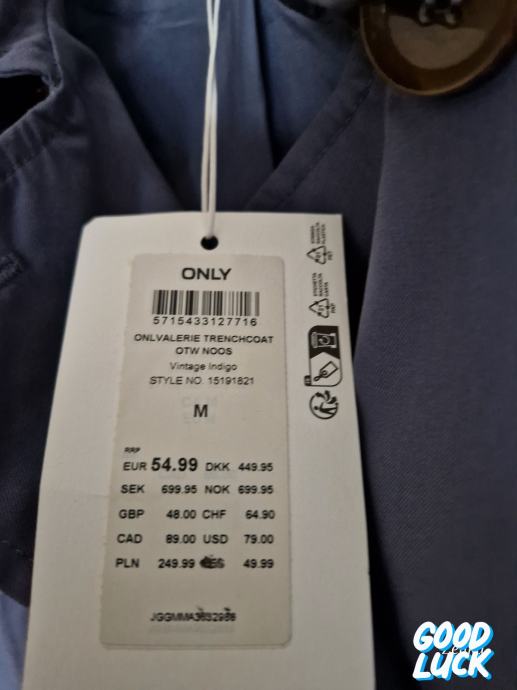 ONLY
5715433127716
ONLVALERIE TRENCHCOAT
OTW NOOS
Vintage Indigo
STYLE NO. 15191821
M
RRP
EUR 54.99 DKK 449.95
SEK 699.95 NOK 699.95
GBP 48.00 CHF 64.90
CAD 89.00 USD 79.00
PLN 249.99 49.99
GOOD
LUCK